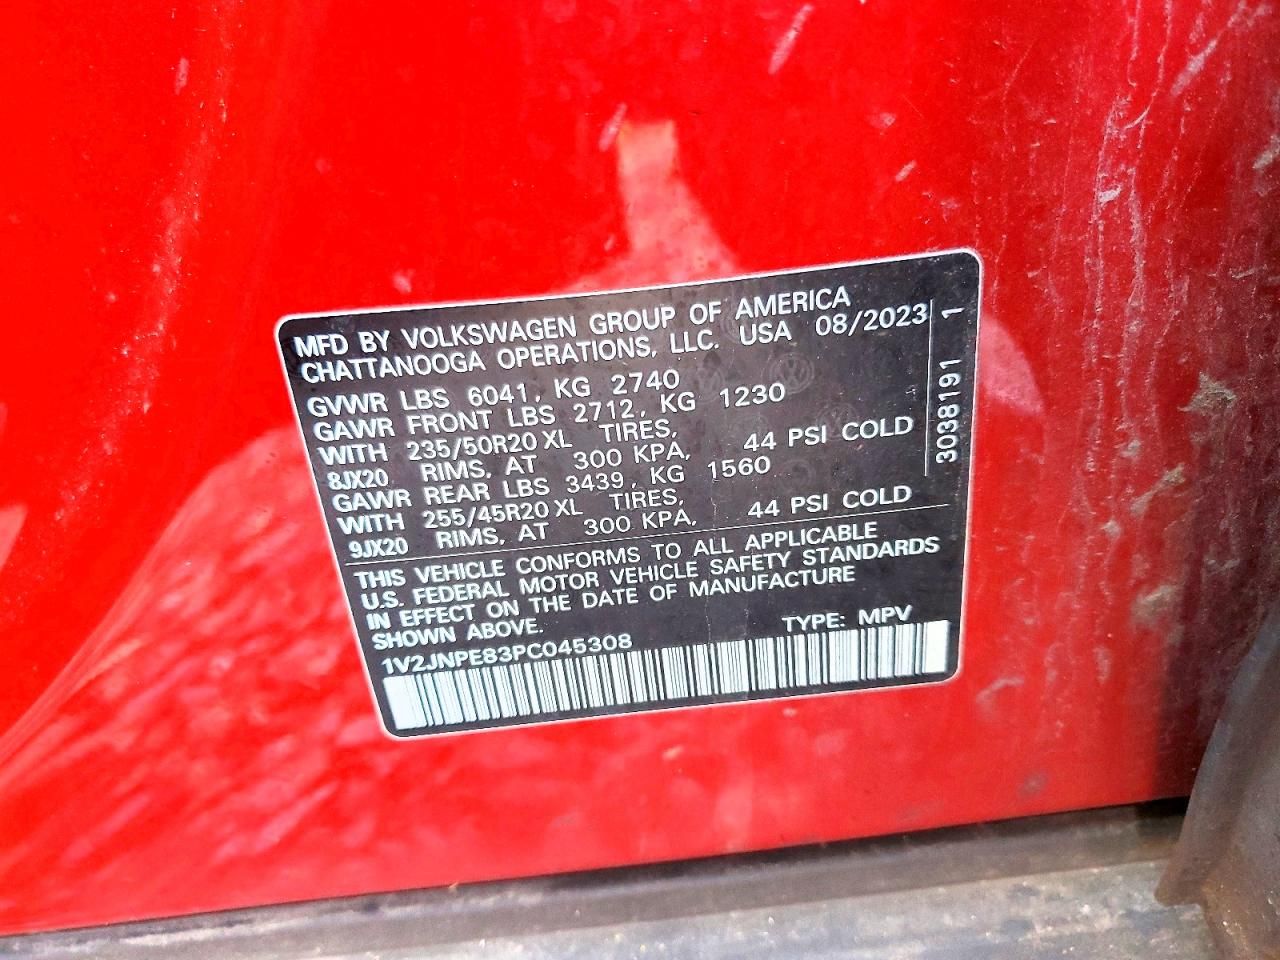 MFD BY VOLKSWAGEN GROUP OF AMERICA
CHATTANOOGA OPERATIONS, LLC. USA 08/2023
GVWR LBS 6041, KG 2740
GAWR FRONT LBS 2712, KG 1230
WITH 235/50R20 XL TIRES,
8JX20 RIMS, AT 300 KPA, 44 PSI COLD
GAWR REAR LBS 3439, KG 1560
WITH 255/45R20 XL TIRES,
9JX20 RIMS, AT 300 KPA, 44 PSI COLD
THIS VEHICLE CONFORMS TO ALL APPLICABLE
U.S. FEDERAL MOTOR VEHICLE SAFETY STANDARDS
IN EFFECT ON THE DATE OF MANUFACTURE
SHOWN ABOVE.
1V2JNPE83PC045308 TYPE: MPV
3038191 1